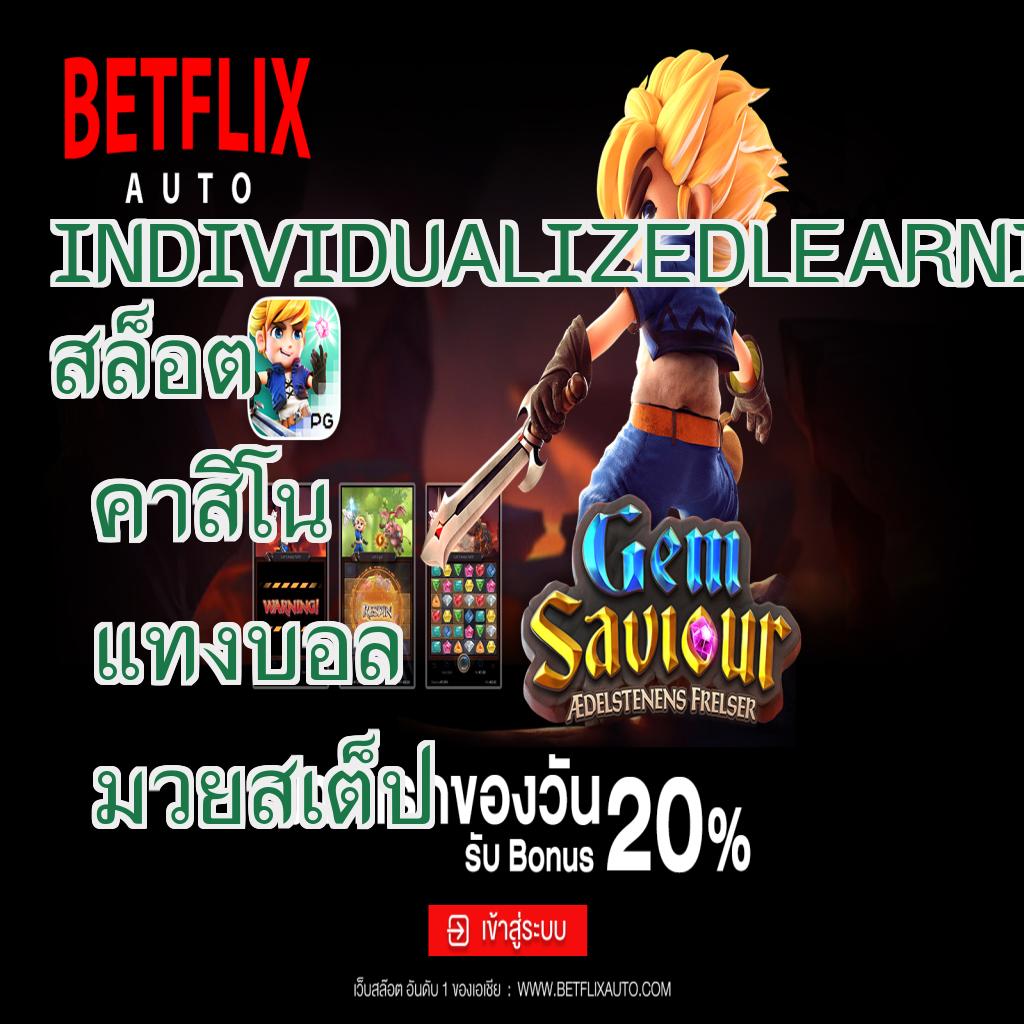 BETFLIX
AUTO
INDIVIDUALIZEDLEARNI
สล็อต
PG
คาสิโน
WARNING!
แทงบอล
Gem
Saviour
ÆDELSTENENS FRELSER
มวยสเต็ป
ของวัน
20%
รับ Bonus
เข้าสู่ระบบ
เว็บสล๊อต อันดับ 1 ของเอเชีย : WWW.BETFLIXAUTO.COM